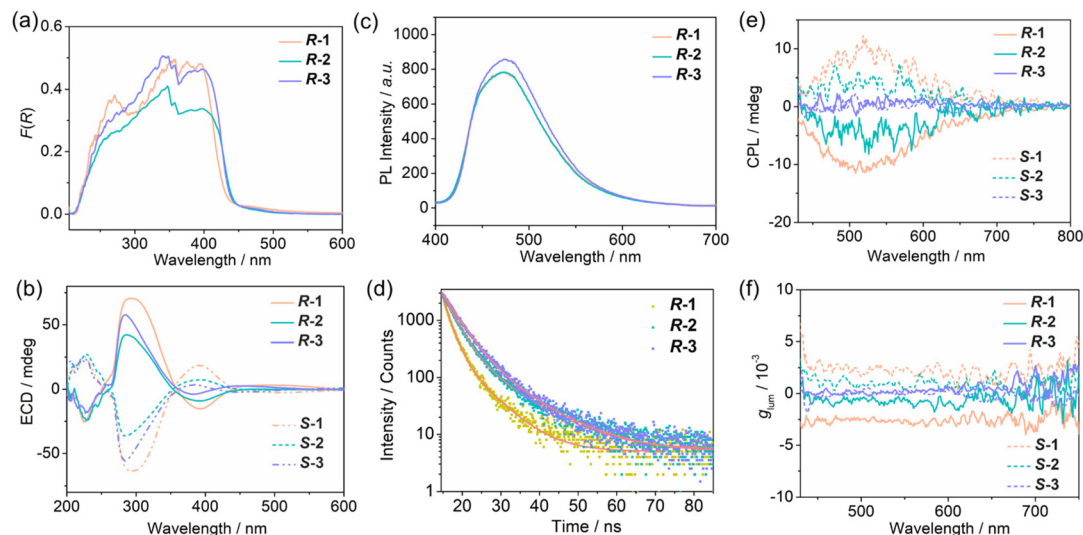 (a)
0.6
0.4
0.2
0.0
F(R)
R-1
R-2
R-3
300
400
500
600
Wavelength / nm
(b)
50
0
-50
ECD / mdeg
R-1
R-2
R-3
S-1
S-2
S-3
200
300
400
500
600
Wavelength / nm
(c)
1000
800
600
400
200
0
PL Intensity / a.u.
R-1
R-2
R-3
400
500
600
700
Wavelength / nm
(d)
1000
100
10
1
Intensity / Counts
R-1
R-2
R-3
20
30
40
50
60
70
80
Time / ns
(e)
20
10
0
-10
-20
CPL / mdeg
R-1
R-2
R-3
S-1
S-2
S-3
500
600
700
800
Wavelength / nm
(f)
10
5
0
-5
-10
glum / 10-3
R-1
R-2
R-3
S-1
S-2
S-3
500
600
700
Wavelength / nm